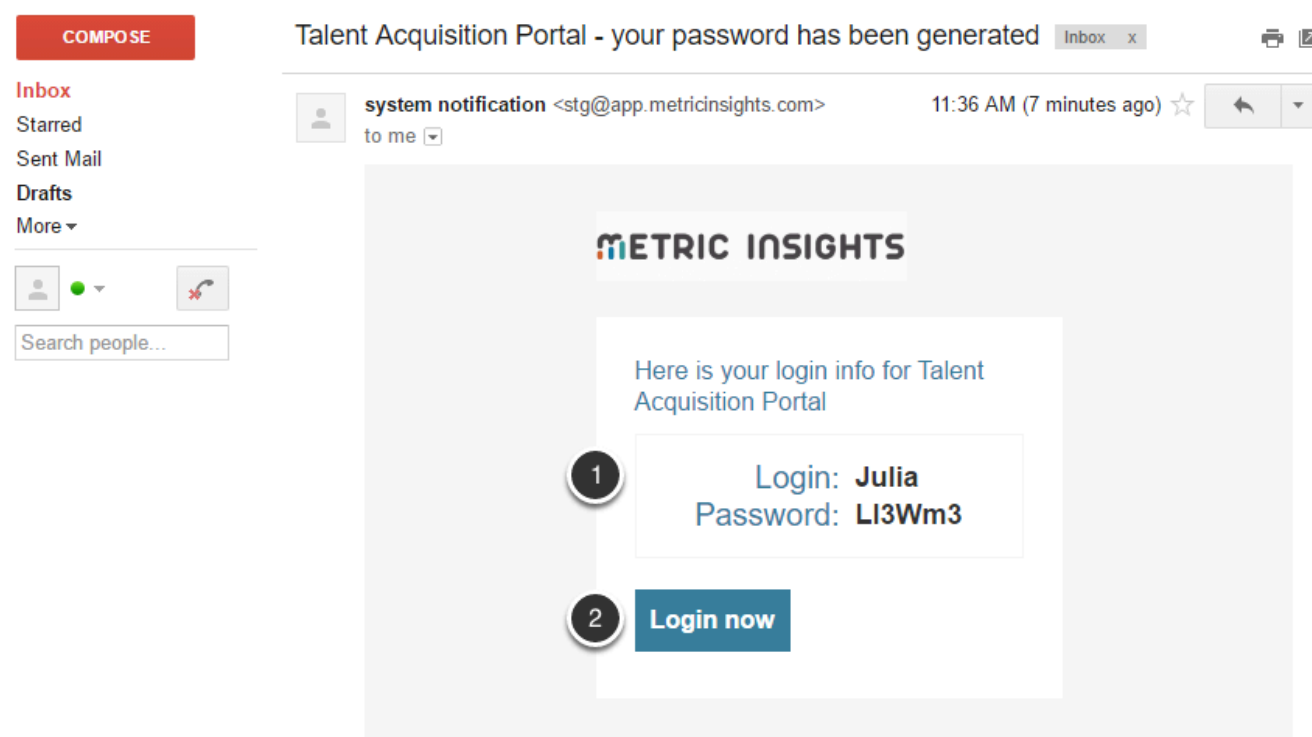 COMPOSE
Inbox
Starred
Sent Mail
Drafts
More
Search people...
Talent Acquisition Portal - your password has been generated Inbox x
system notification <stg@app.metricinsights.com> 11:36 AM (7 minutes ago)
to me
METRIC INSIGHTS
Here is your login info for Talent
Acquisition Portal
1
Login: Julia
Password: LI3Wm3
2
Login now